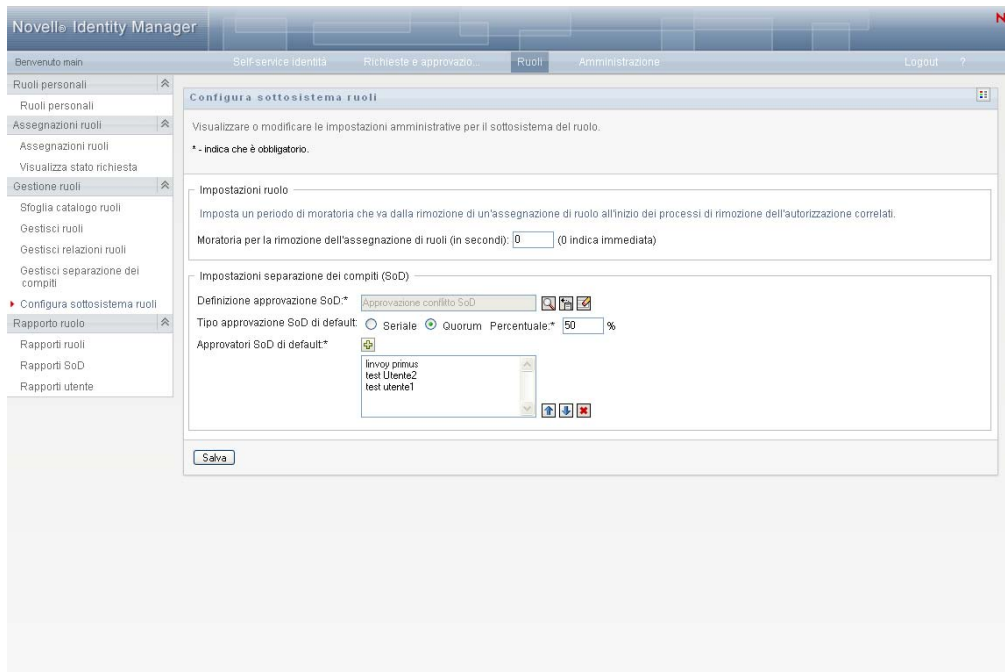 Novell® Identity Manager
N
Benvenuto main
Self-service identità
Richieste e approvazio...
Ruoli
Amministrazione
Logout
?
Ruoli personali
Ruoli personali
Assegnazioni ruoli
Assegnazioni ruoli
Visualizza stato richiesta
Gestione ruoli
Sfoglia catalogo ruoli
Gestisci ruoli
Gestisci relazioni ruoli
Gestisci separazione dei
compiti
Configura sottosistema ruoli
Rapporto ruolo
Rapporti ruoli
Rapporti SoD
Rapporti utente
Configura sottosistema ruoli
Visualizzare o modificare le impostazioni amministrative per il sottosistema del ruolo.
* - indica che è obbligatorio.
Impostazioni ruolo
Imposta un periodo di moratoria che va dalla rimozione di un'assegnazione di ruolo all'inizio dei processi di rimozione dell'autorizzazione correlati.
Moratoria per la rimozione dell'assegnazione di ruoli (in secondi): 0 (0 indica immediata)
Impostazioni separazione dei compiti (SoD)
Definizione approvazione SoD:* Approvazione conflitto SoD
Tipo approvazione SoD di default: Seriale Quorum Percentuale:* 50 %
Approvatori SoD di default:*
linvoy primus
test Utente2
test utente1
Salva